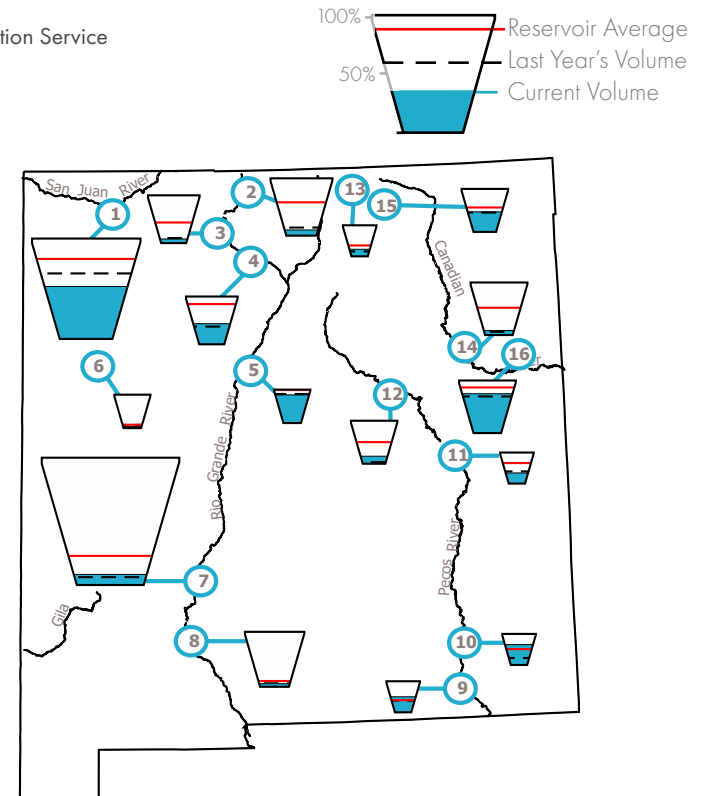 100%
tion Service
Reservoir Average
Last Year's Volume
50%
Current Volume
San Juan River
1
2
13
15
3
4
Canadian
14
16
er
6
5
12
Rio Grande River
11
Pecos River
7
Gila
8
10
9